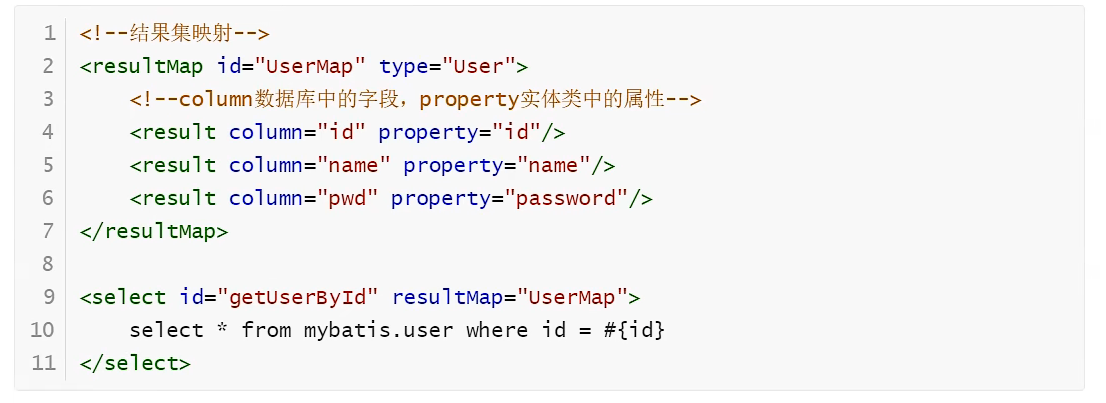 1 <!--结果集映射-->
2 <resultMap id="UserMap" type="User">
3     <!--column数据库中的字段，property实体类中的属性-->
4     <result column="id" property="id"/>
5     <result column="name" property="name"/>
6     <result column="pwd" property="password"/>
7 </resultMap>
8
9 <select id="getUserById" resultMap="UserMap">
10     select * from mybatis.user where id = #{id}
11 </select>